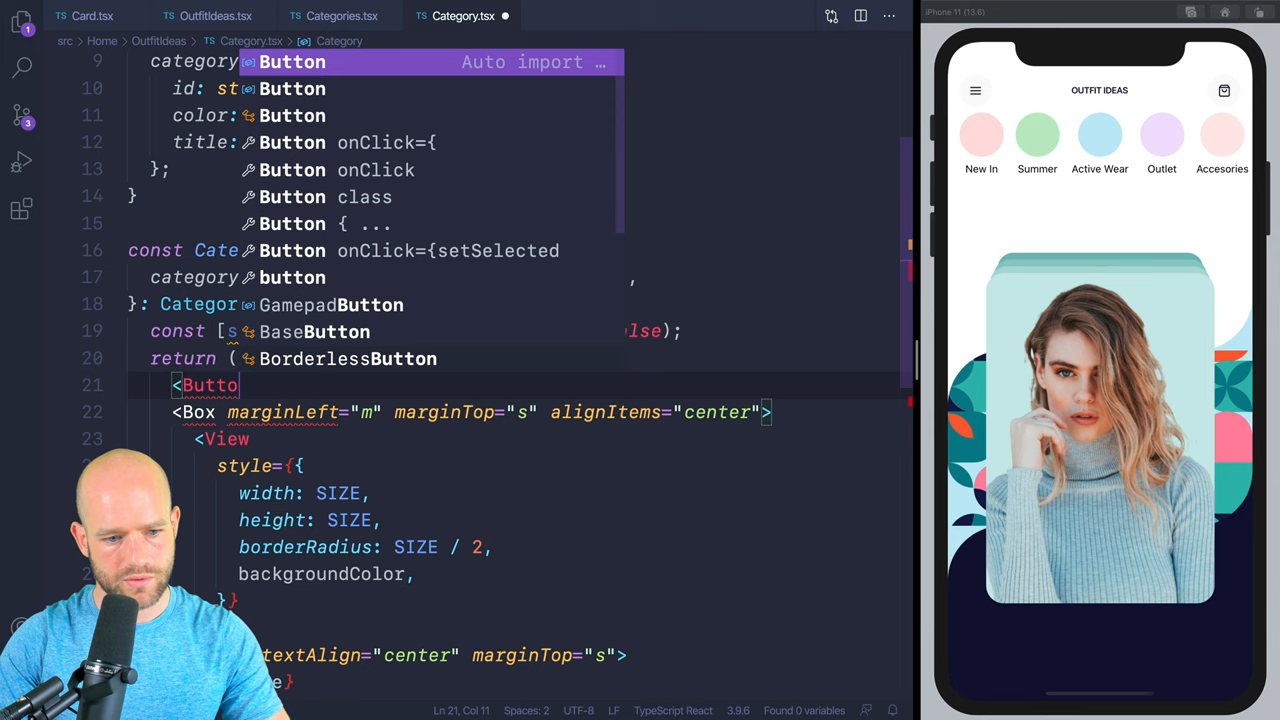 Card.tsx OutfitIdeas.tsx Categories.tsx Category.tsx
src > Home > OutfitIdeas > Category.tsx > Category
9 category
10 id: st
11 color:
12 title:
13 };
14 }
15
16 const Cate
17 category ,
18 }: Categor
19 const [s lse);
20 return (
21 <Butto
22 <Box marginLeft="m" marginTop="s" alignItems="center">
23 <View
style={{
width: SIZE,
height: SIZE,
borderRadius: SIZE / 2,
backgroundColor,
}}
textAlign="center" marginTop="s">
e}
Button Auto import ...
Button
Button
Button onClick={
Button onClick
Button class
Button { ...
Button onClick={setSelected
button
GamepadButton
BaseButton
BorderlessButton
1
3
Ln 21, Col 11 Spaces: 2 UTF-8 LF TypeScript React 3.9.6 Found 0 variables
iPhone 11 (13.6)
OUTFIT IDEAS
New In Summer Active Wear Outlet Accesories